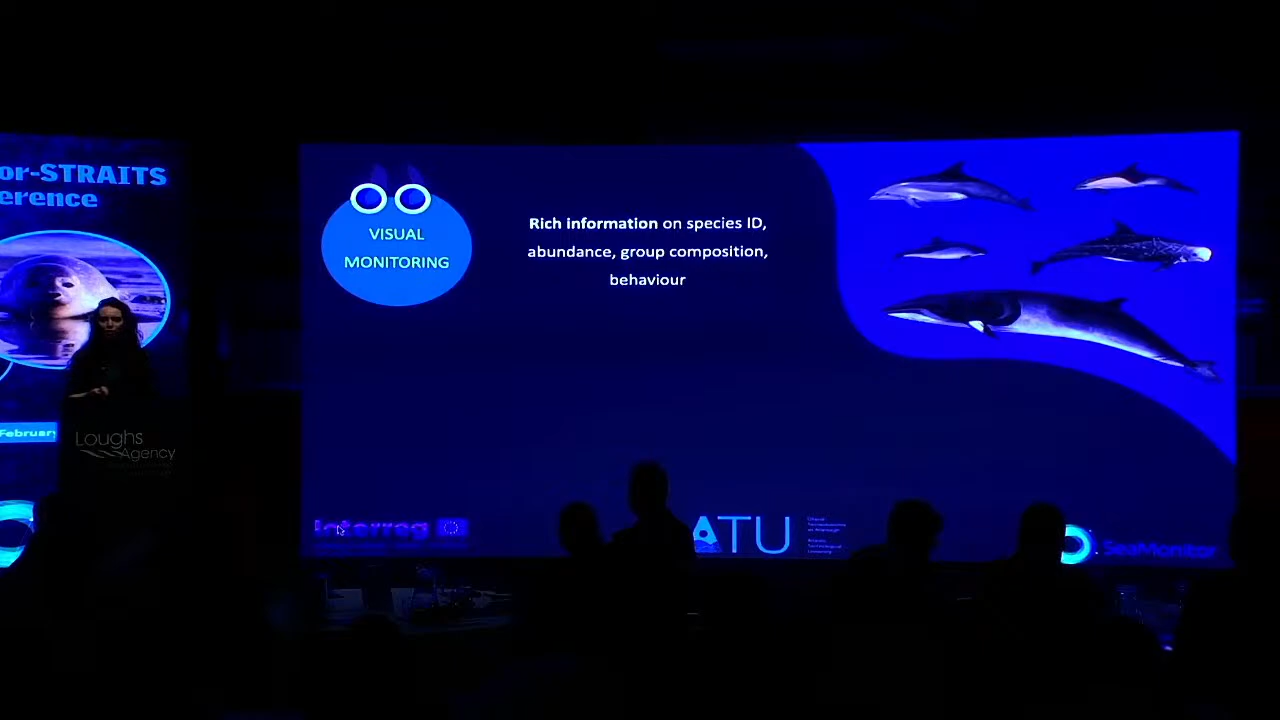 or-STRAITS
erence
February
Loughs
Agency
VISUAL
MONITORING
Rich information on species ID,
abundance, group composition,
behaviour
Interreg
ATU
SeaMonitor